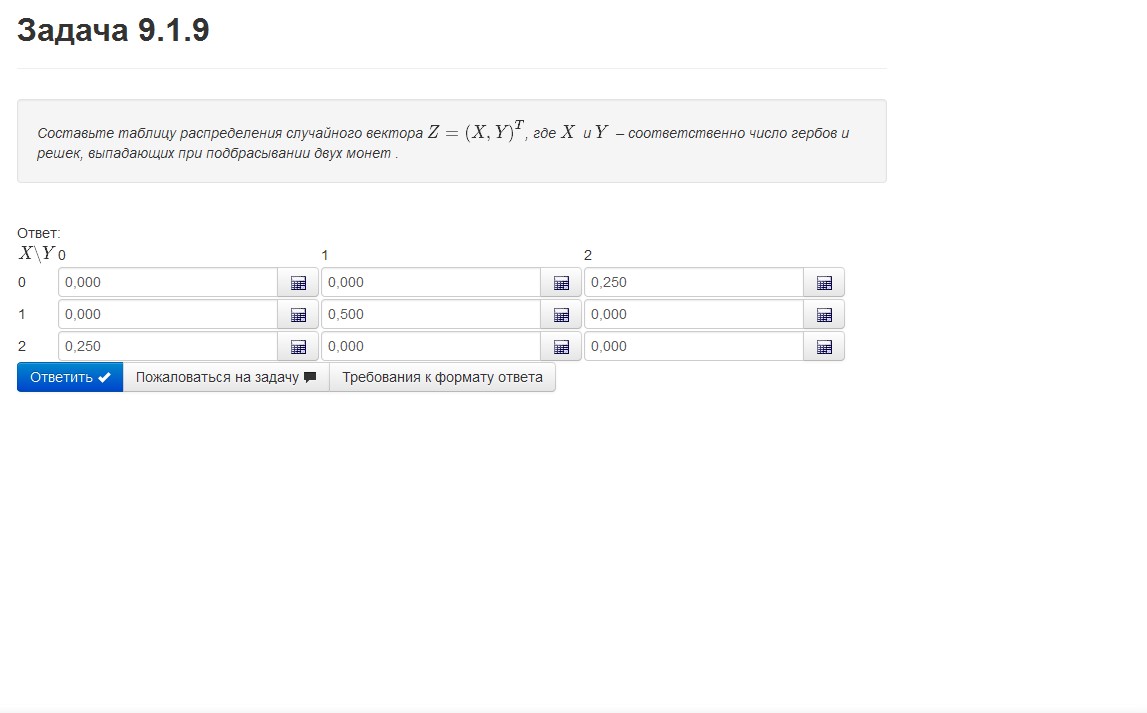 Задача 9.1.9
Составьте таблицу распределения случайного вектора Z = (X, Y)^T, где X и Y – соответственно число гербов и
решек, выпадающих при подбрасывании двух монет .
Ответ:
X\Y 0 1 2
0 0,000 0,000 0,250
1 0,000 0,500 0,000
2 0,250 0,000 0,000
Ответить Пожаловаться на задачу Требования к формату ответа